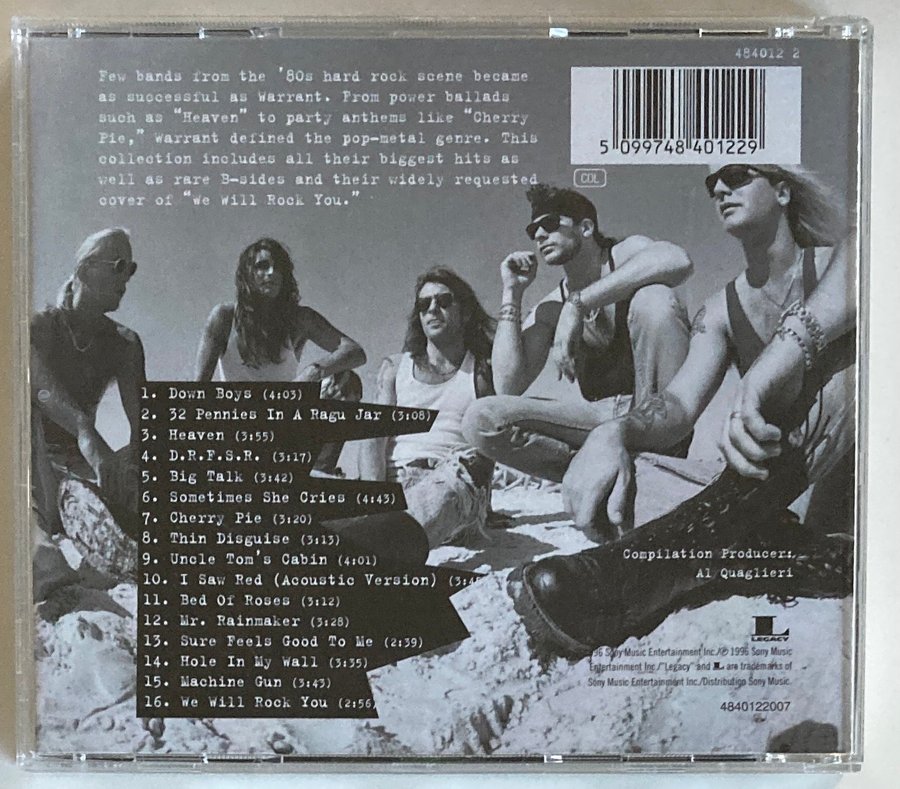 484012 2
Few bands from the '80s hard rock scene became
as successful as Warrant. From power ballads
such as "Heaven" to party anthems like "Cherry
Pie," Warrant defined the pop-metal genre. This
collection includes all their biggest hits as
well as rare B-sides and their widely requested
cover of "We Will Rock You."
5 099748 401229
CDL
1. Down Boys (4:03)
2. 32 Pennies In A Ragu Jar (3:08)
3. Heaven (3:55)
4. D.R.F.S.R. (3:17)
5. Big Talk (3:42)
6. Sometimes She Cries (4:43)
7. Cherry Pie (3:20)
8. Thin Disguise (3:13)
9. Uncle Tom's Cabin (4:01)
10. I Saw Red (Acoustic Version)
11. Bed Of Roses (3:12)
12. Mr. Rainmaker (3:28)
13. Sure Feels Good To Me (2:39)
14. Hole In My Wall (3:35)
15. Machine Gun (3:43)
16. We Will Rock You (2:56)
Compilation Producer:
Al Quaglieri
L
LEGACY
96 Sony Music Entertainment Inc./℗ 1996 Sony Music
Entertainment Inc./"Legacy" and L are trademarks of
Sony Music Entertainment Inc./Distribution Sony Music
4840122007